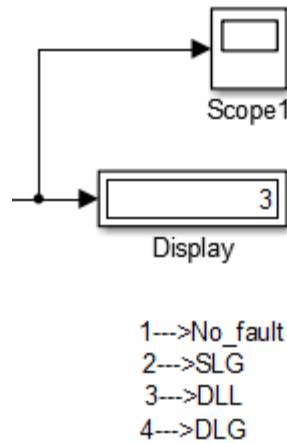 Scope1
3
Display
1--->No_fault
2--->SLG
3--->DLL
4--->DLG